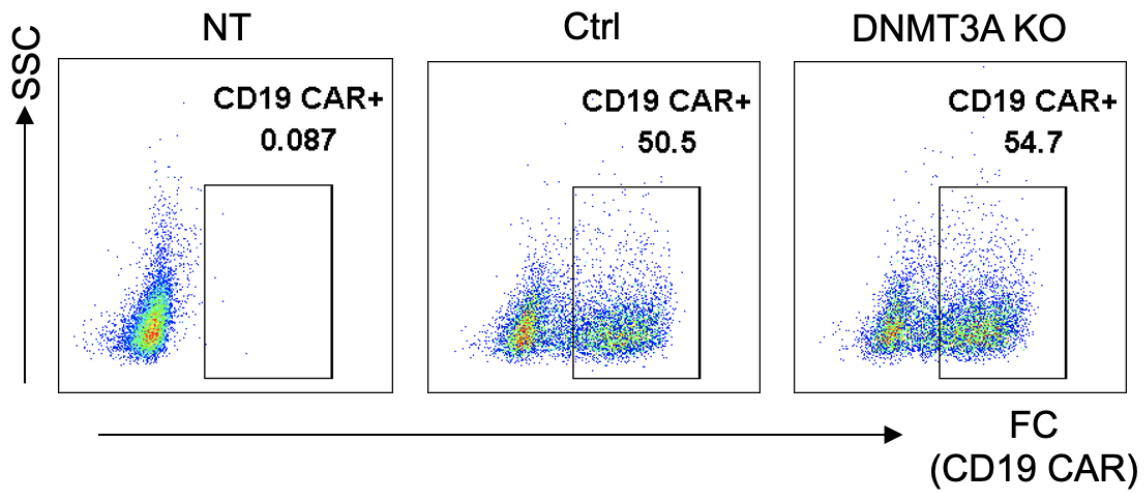 SSC
NT
Ctrl
DNMT3A KO
CD19 CAR+
0.087
CD19 CAR+
50.5
CD19 CAR+
54.7
FC
(CD19 CAR)